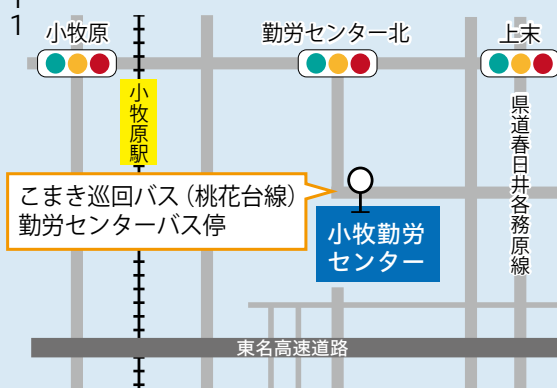 1
小牧原
勤労センター北
上末
小牧原駅
県道春日井各務原線
こまき巡回バス(桃花台線)
勤労センターバス停
小牧勤労
センター
東名高速道路